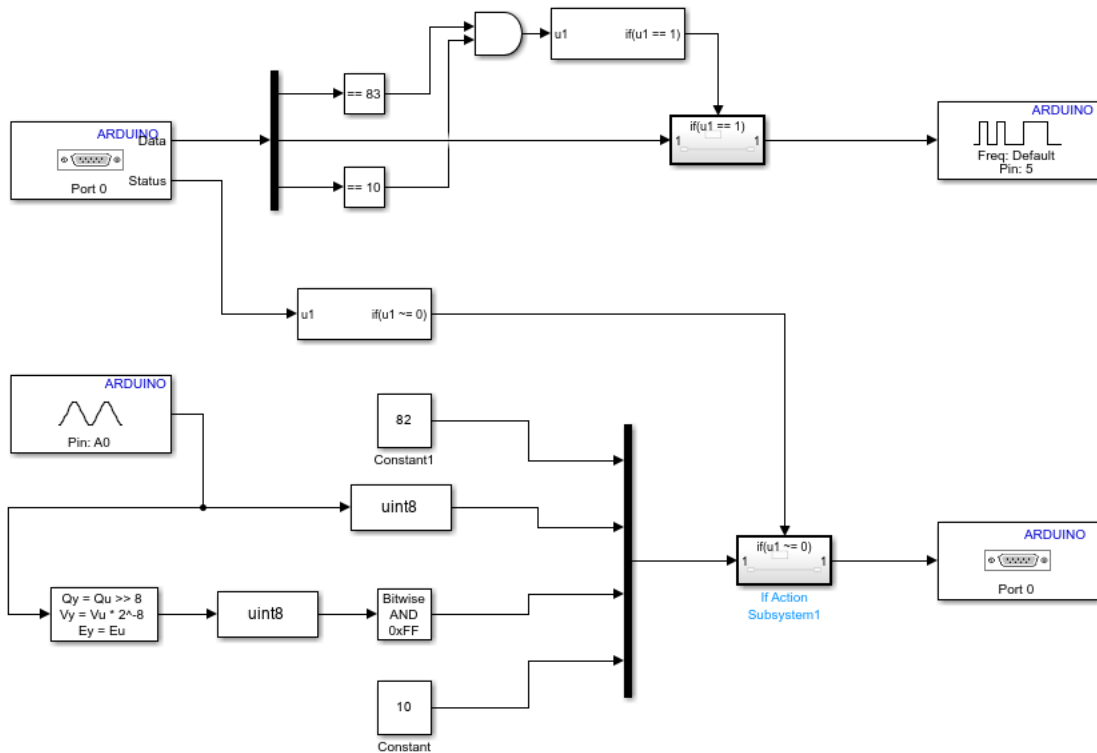 u1
if(u1 == 1)
== 83
ARDUINO
Data
Status
Port 0
== 10
if(u1 == 1)
1
1
ARDUINO
Freq: Default
Pin: 5
u1
if(u1 ~= 0)
ARDUINO
Pin: A0
82
Constant1
uint8
Qy = Qu >> 8
Vy = Vu * 2^-8
Ey = Eu
uint8
Bitwise
AND
0xFF
10
Constant
if(u1 ~= 0)
1
1
If Action
Subsystem1
ARDUINO
Port 0